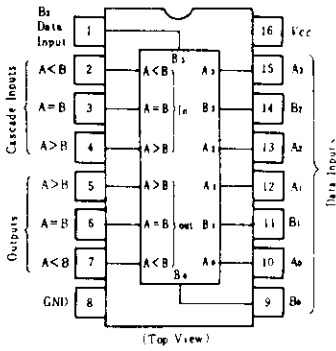 B₃
Data
Input
1
16 Vcc
Cascade Inputs
A<B 2
A=B 3
A>B 4
Outputs
A>B 5
A=B 6
A<B 7
GND 8
B₃
A<B A₃
A=B B₂
in
A>B A₂
A>B A₁
A=B B₁
out
A<B A₀
B₀
15 A₃
14 B₂
13 A₂
12 A₁
11 B₁
10 A₀
9 B₀
Data Inputs
(Top View)